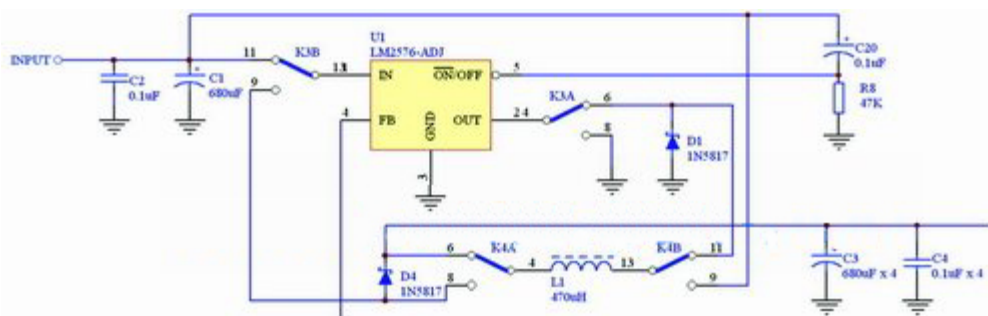 U1
LM2576-ADJ
INPUT
11
K3B
13
IN
ON/OFF
5
C20
0.1uF
C2
0.1uF
C1
680uF
9
R8
47K
4
FB
GND
OUT
2
4
K3A
6
8
3
D1
1N5817
6
K4A
4
13
K4B
11
D4
1N5817
8
L1
470uH
9
C3
680uF x 4
C4
0.1uF x 4